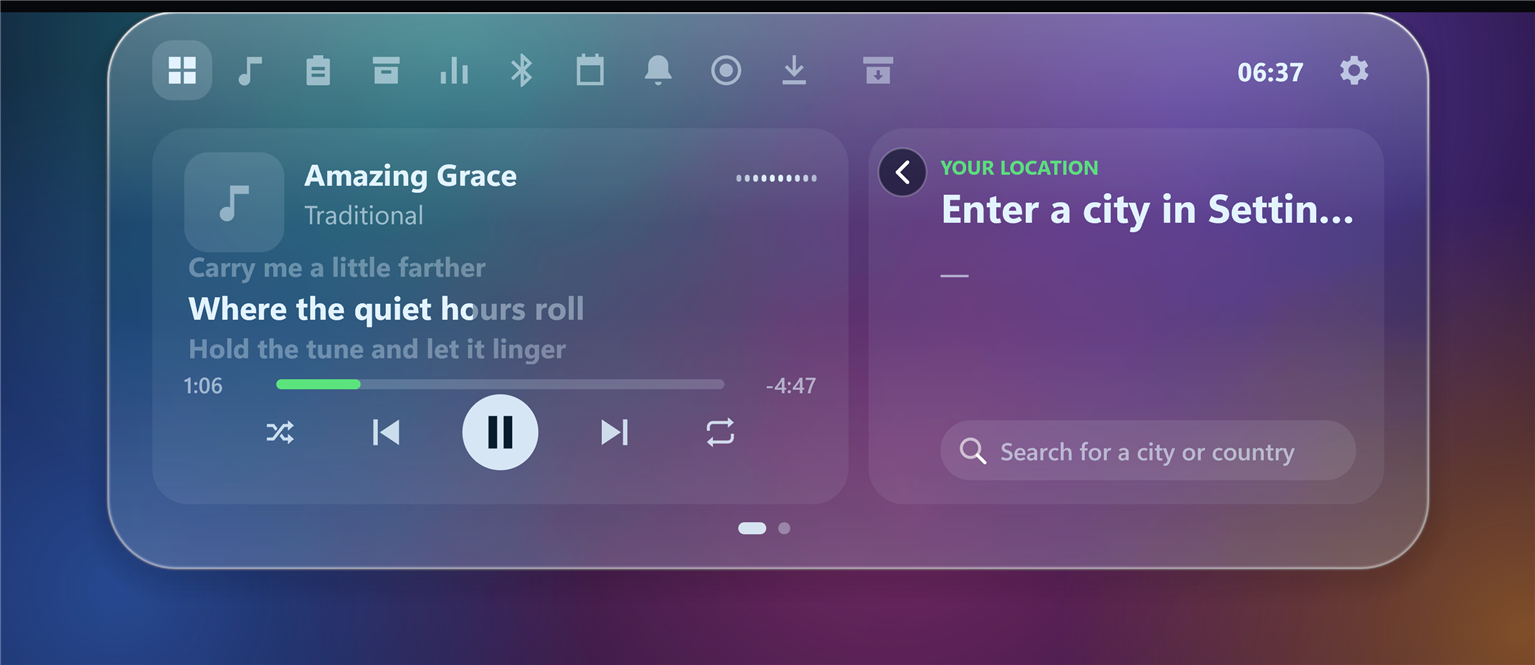 06:37
Amazing Grace
Traditional
Carry me a little farther
Where the quiet hours roll
Hold the tune and let it linger
1:06
-4:47
YOUR LOCATION
Enter a city in Settin...
—
Search for a city or country